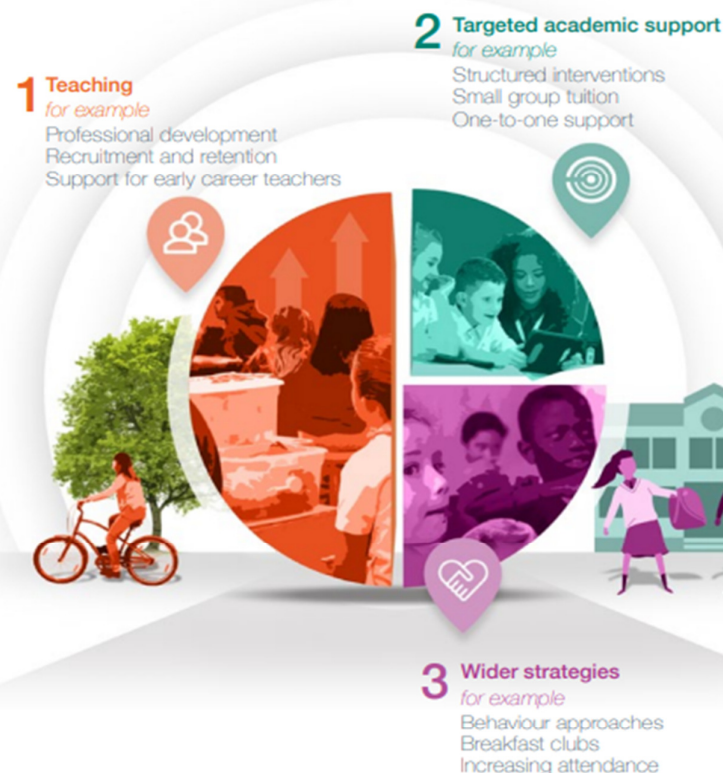 1 Teaching
for example
Professional development
Recruitment and retention
Support for early career teachers
2 Targeted academic support
for example
Structured interventions
Small group tuition
One-to-one support
3 Wider strategies
for example
Behaviour approaches
Breakfast clubs
Increasing attendance